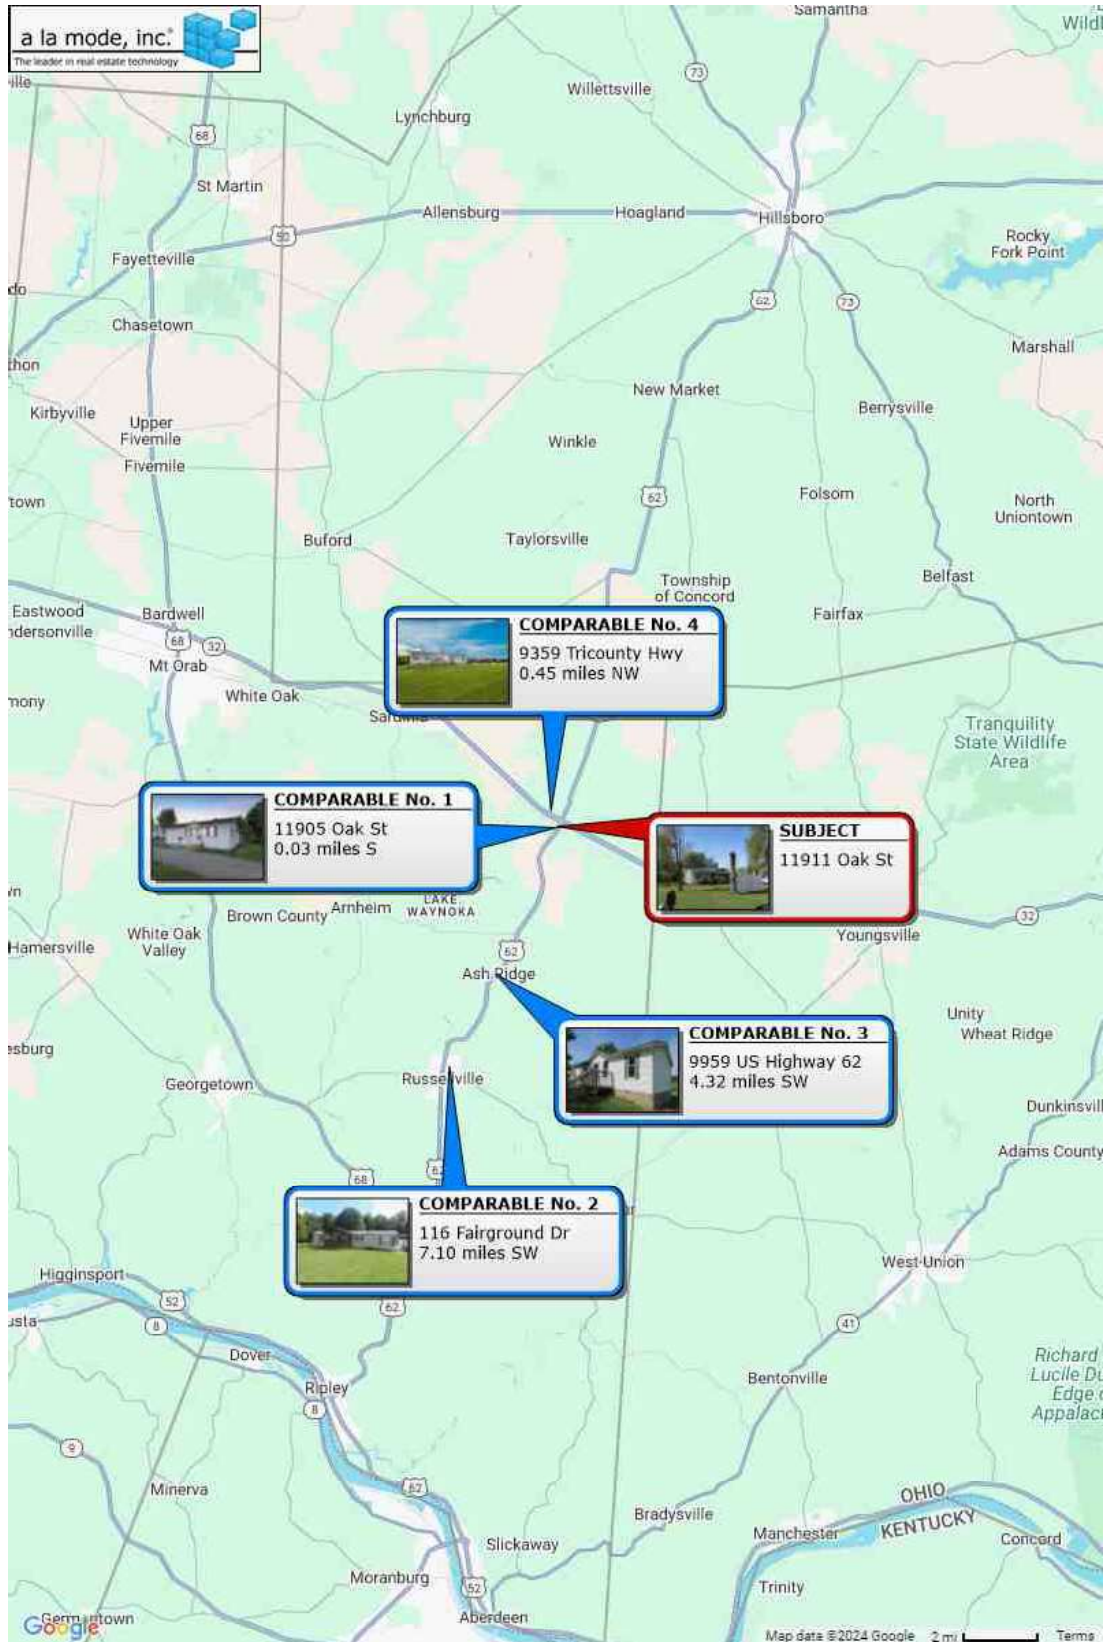 Samantha
a la mode, inc.
The leader in real estate technology
73
Willettsville
Lynchburg
68
St Martin
Allensburg
Hoagland
Hillsboro
50
Rocky
Fork Point
Fayetteville
62
73
Chasetown
Marshall
New Market
Kirbyville
Berrysville
Upper
Fivemile
Winkle
Fivemile
62
Folsom
North
Uniontown
Buford
Taylorsville
Belfast
Township
of Concord
Eastwood
Bardwell
Fairfax
68
32
Mt Orab
White Oak
COMPARABLE No. 4
9359 Tricounty Hwy
0.45 miles NW
Tranquility
State Wildlife
Area
COMPARABLE No. 1
11905 Oak St
0.03 miles S
SUBJECT
11911 Oak St
LAKE
WAYNOKA
Arnheim
Brown County
32
White Oak
Valley
Hamersville
Youngsville
62
Ash Ridge
Unity
Wheat Ridge
COMPARABLE No. 3
9959 US Highway 62
4.32 miles SW
Georgetown
Russellville
Adams County
68
COMPARABLE No. 2
116 Fairground Dr
7.10 miles SW
West Union
Higginsport
52
62
8
41
Dover
Ripley
Bentonville
8
9
Minerva
62
OHIO
KENTUCKY
Bradysville
Manchester
Concord
Slickaway
Moranburg
52
Trinity
Aberdeen
Germantown
Google
Map data ©2024 Google
2 mi
Terms